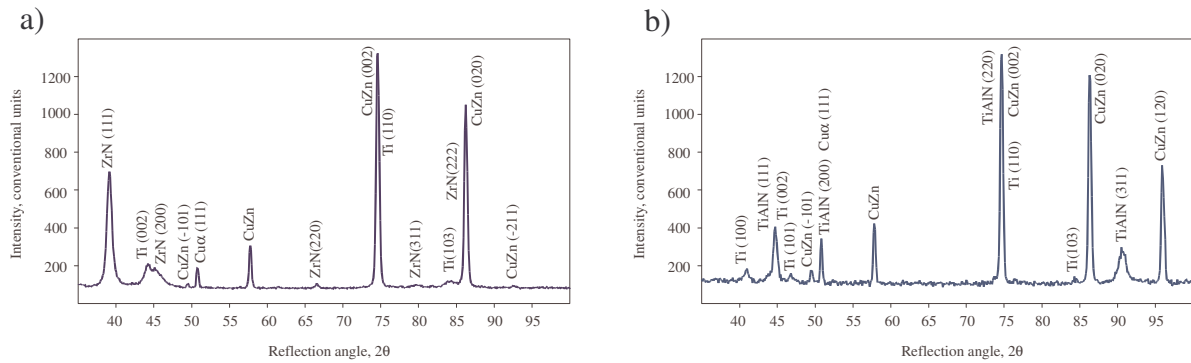 a)
Intensity, conventional units
1200
1000
800
600
400
200
ZrN (111)
Ti (002)
ZrN (200)
CuZn (-101)
Cuα (111)
CuZn
ZrN(220)
CuZn (002)
Ti (110)
ZrN(311)
Ti(103)
ZrN(222)
CuZn (020)
CuZn (-211)
40 45 50 55 60 65 70 75 80 85 90 95
Reflection angle, 2θ
b)
Intensity, conventional units
1200
1000
800
600
400
200
Ti (100)
TiAlN (111)
Ti (002)
Ti (101)
CuZn (-101)
TiAlN (200) Cuα (111)
CuZn
TiAlN (220)
Ti (110) CuZn (002)
Ti(103)
CuZn (020)
TiAlN (311)
CuZn (120)
40 45 50 55 60 65 70 75 80 85 90 95
Reflection angle, 2θ